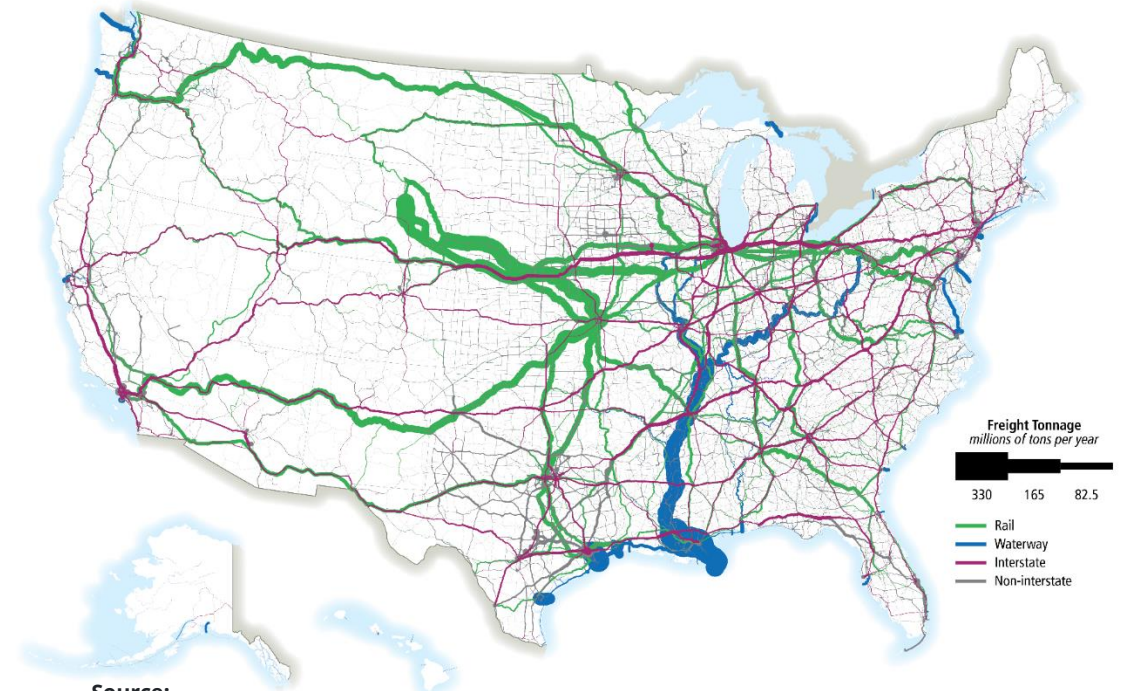 Freight Tonnage
millions of tons per year
330 165 82.5
Rail
Waterway
Interstate
Non-interstate
Source: